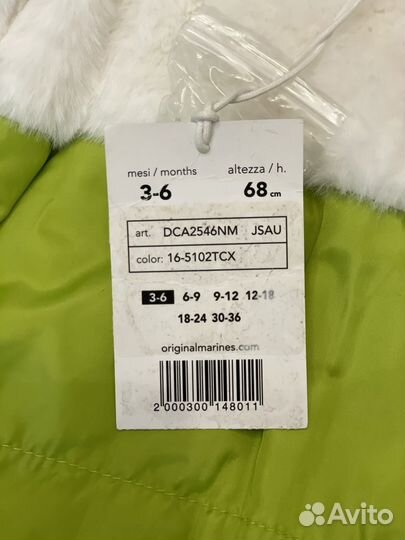 mesi / months altezza / h.
3-6 68 cm
art. DCA2546NM JSAU
color: 16-5102TCX
3-6 6-9 9-12 12-18
18-24 30-36
originalmarines.com
2 000300 148011
Avito